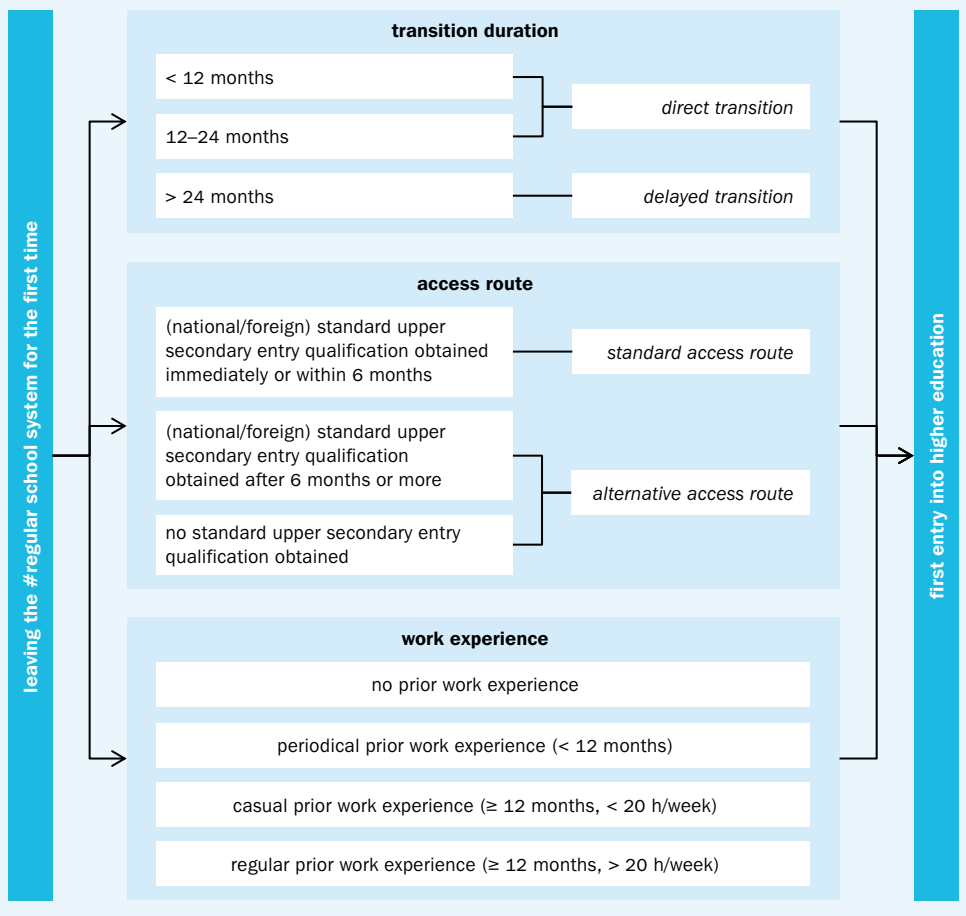 leaving the #regular school system for the first time
transition duration
< 12 months
12–24 months
direct transition
> 24 months
delayed transition
access route
(national/foreign) standard upper
secondary entry qualification obtained
immediately or within 6 months
standard access route
(national/foreign) standard upper
secondary entry qualification
obtained after 6 months or more
no standard upper secondary entry
qualification obtained
alternative access route
work experience
no prior work experience
periodical prior work experience (< 12 months)
casual prior work experience (≥ 12 months, < 20 h/week)
regular prior work experience (≥ 12 months, > 20 h/week)
first entry into higher education